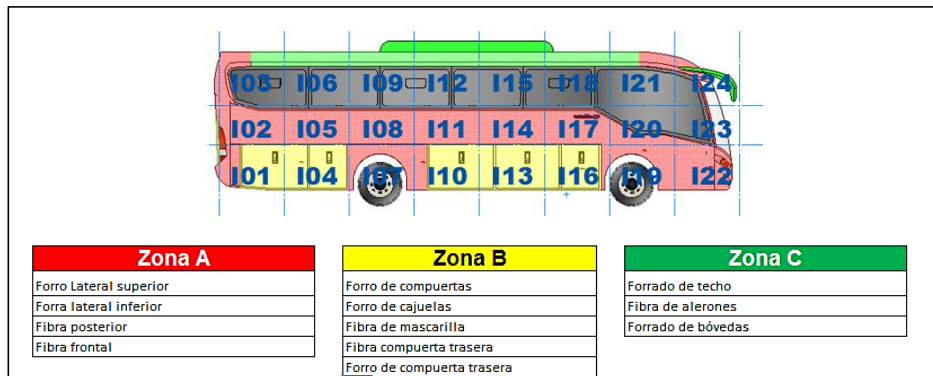 I03 I06 I09 I12 I15 I18 I21 I24
I02 I05 I08 I11 I14 I17 I20 I23
I01 I04 I07 I10 I13 I16 I19 I22
Zona A
Forro Lateral superior
Forra lateral inferior
Fibra posterior
Fibra frontal
Zona B
Forro de compuertas
Forro de cajuelas
Fibra de mascarilla
Fibra compuerta trasera
Forro de compuerta trasera
Zona C
Forrado de techo
Fibra de alerones
Forrado de bóvedas